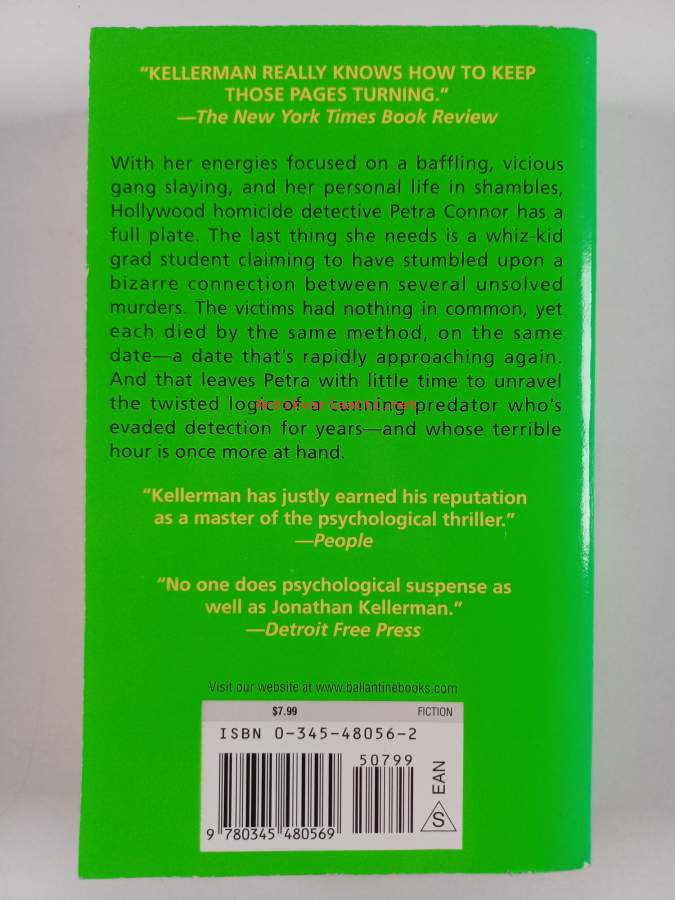 “KELLERMAN REALLY KNOWS HOW TO KEEP
THOSE PAGES TURNING.”
—The New York Times Book Review
With her energies focused on a baffling, vicious
gang slaying, and her personal life in shambles,
Hollywood homicide detective Petra Connor has a
full plate. The last thing she needs is a whiz-kid
grad student claiming to have stumbled upon a
bizarre connection between several unsolved
murders. The victims had nothing in common, yet
each died by the same method, on the same
date—a date that’s rapidly approaching again.
And that leaves Petra with little time to unravel
the twisted logic of a cunning predator who’s
evaded detection for years—and whose terrible
hour is once more at hand.
“Kellerman has justly earned his reputation
as a master of the psychological thriller.”
—People
“No one does psychological suspense as
well as Jonathan Kellerman.”
—Detroit Free Press
Visit our website at www.ballantinebooks.com
$7.99 FICTION
ISBN 0-345-48056-2
50799
9 780345 480569
S EAN